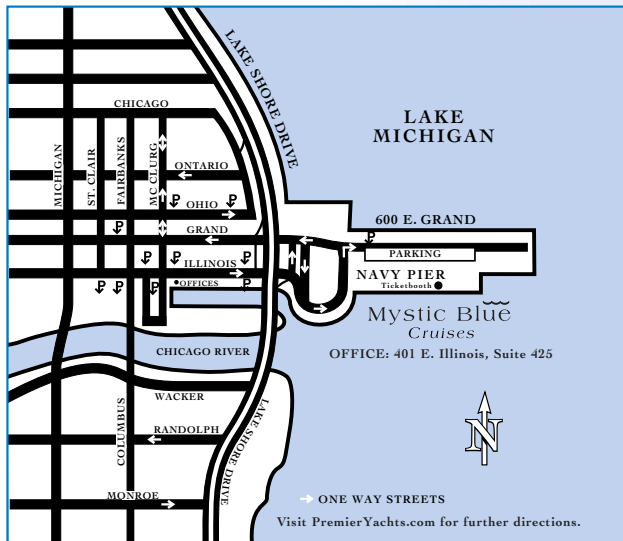 LAKE SHORE DRIVE
CHICAGO
LAKE
MICHIGAN
MICHIGAN
ST. CLAIR
FAIRBANKS
MC CLURG
ONTARIO
P
P
OHIO
P
600 E. GRAND
P
GRAND
PARKING
P
P
P
ILLINOIS
NAVY PIER
Ticketbooth
OFFICES
P
P
P
P
Mystic Blue
Cruises
CHICAGO RIVER
OFFICE: 401 E. Illinois, Suite 425
WACKER
COLUMBUS
RANDOLPH
LAKE SHORE DRIVE
N
MONROE
ONE WAY STREETS
Visit PremierYachts.com for further directions.